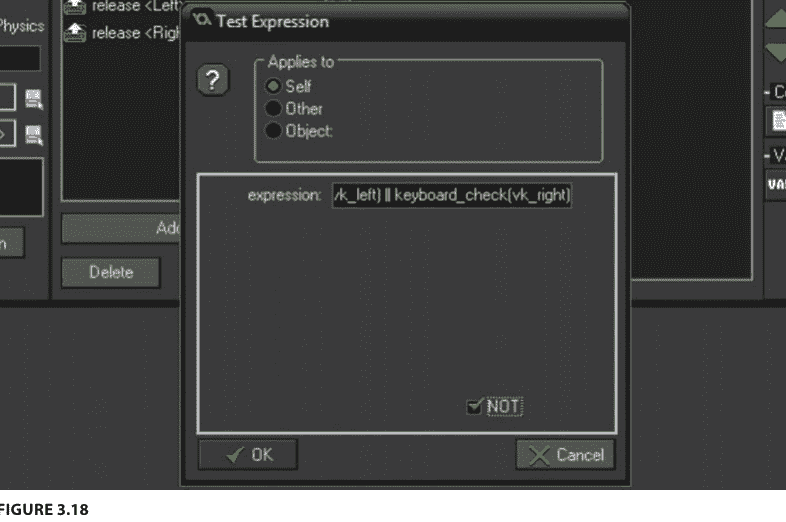 release <Left
Test Expression
Physics
release <Righ
Applies to
?
Self
Other
Object:
C
V
expression: /k_left) || keyboard_check(vk_right)
VAR
Add
n
Delete
NOT
OK
Cancel
FIGURE 3.18